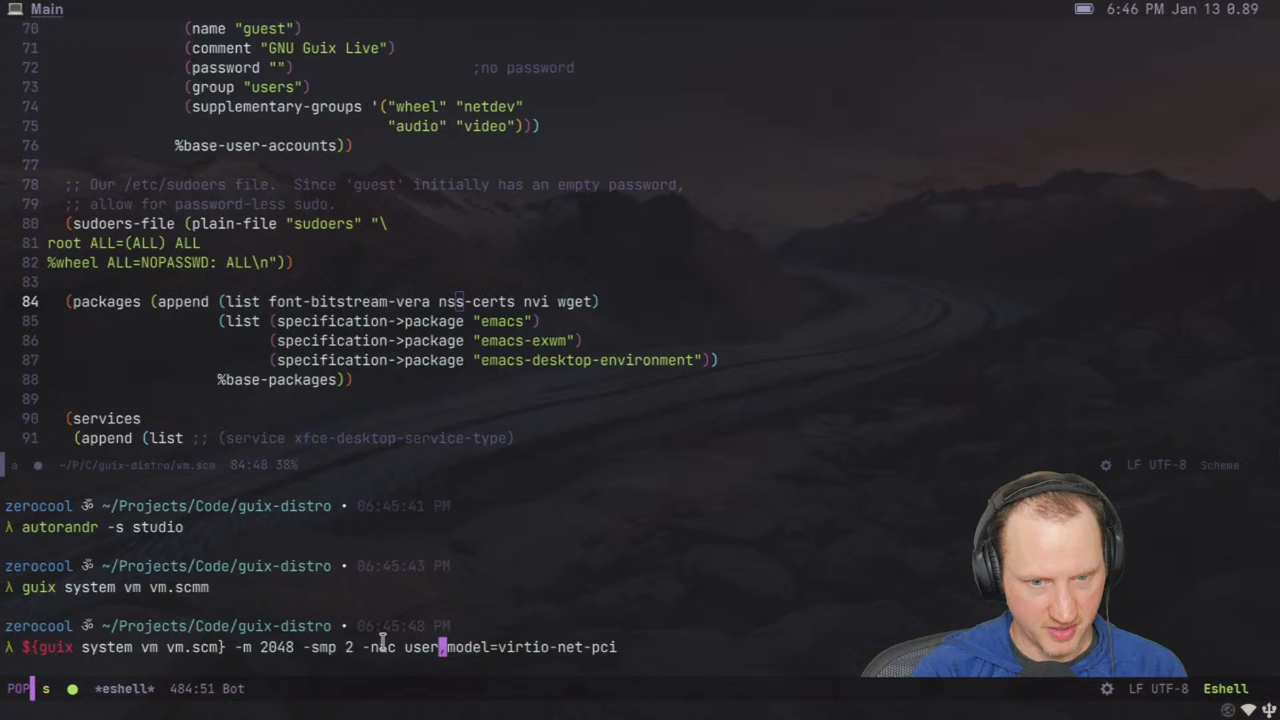 Main
6:46 PM Jan 13 0.89
70 (name "guest")
71 (comment "GNU Guix Live")
72 (password "") ;no password
73 (group "users")
74 (supplementary-groups '("wheel" "netdev"
75 "audio" "video")))
76 %base-user-accounts))
77
78 ;; Our /etc/sudoers file. Since 'guest' initially has an empty password,
79 ;; allow for password-less sudo.
80 (sudoers-file (plain-file "sudoers" "\
81 root ALL=(ALL) ALL
82 %wheel ALL=NOPASSWD: ALL\n"))
83
84 (packages (append (list font-bitstream-vera nss-certs nvi wget)
85 (list (specification->package "emacs")
86 (specification->package "emacs-exwm")
87 (specification->package "emacs-desktop-environment"))
88 %base-packages))
89
90 (services
91 (append (list ;; (service xfce-desktop-service-type)
a ~/P/C/guix-distro/vm.scm 84:48 38% LF UTF-8 Scheme
zerocool ॐ ~/Projects/Code/guix-distro • 06:45:41 PM
λ autorandr -s studio
zerocool ॐ ~/Projects/Code/guix-distro • 06:45:43 PM
λ guix system vm vm.scmm
zerocool ॐ ~/Projects/Code/guix-distro • 06:45:48 PM
λ ${guix system vm vm.scm} -m 2048 -smp 2 -nic user,model=virtio-net-pci
POP s *eshell* 484:51 Bot LF UTF-8 Eshell